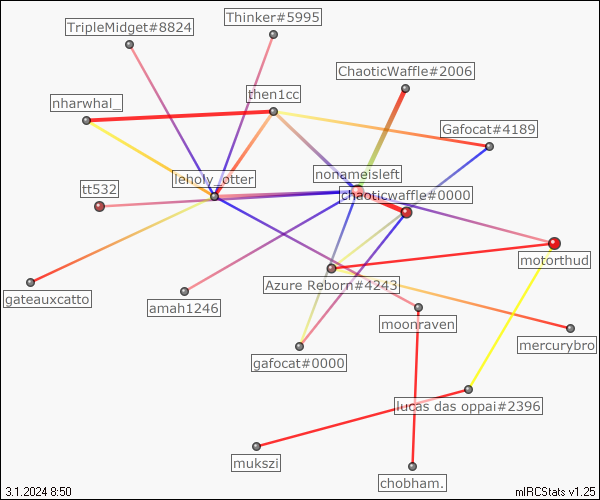 Thinker#5995
TripleMidget#8824
ChaoticWaffle#2006
then1cc
nharwhal_
Gafocat#4189
leholy_otter
nonameisleft
tt532
chaoticwaffle#0000
motorthud
Azure Reborn#4243
gateauxcatto
amah1246
moonraven
mercurybro
gafocat#0000
lucas das oppai#2396
mukszi
chobham.
3.1.2024 8:50
mIRCStats v1.25